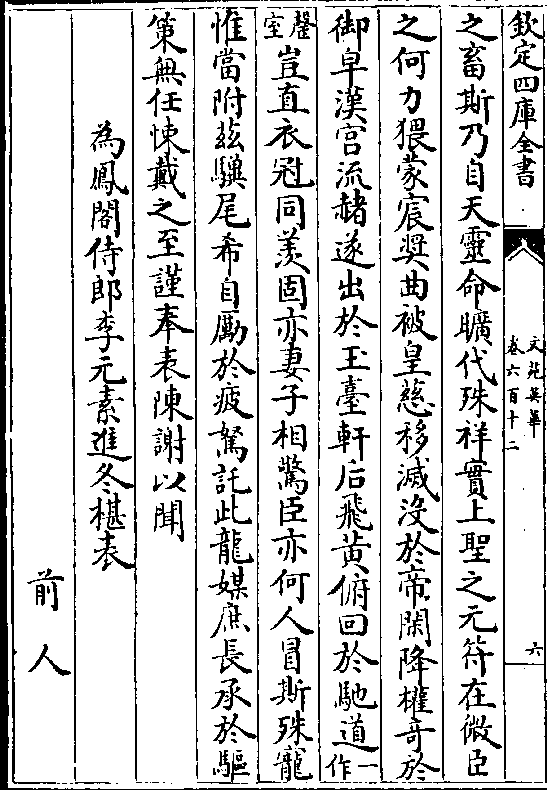 欽定四庫全書
文苑英華
卷六百十二
六
之畜斯乃自天靈命曠代殊祥實上聖之元符在微臣
之何力猥蒙宸奬曲被皇慈移滅没於帝閑降權竒於
御皁漢宫流赭遂出於玉臺軒后飛黄俯回於馳道一作
罄室豈直衣冠同羡固亦妻子相驚臣亦何人冒斯殊寵
惟當附兹驥尾希自勵於疲駑託此龍媒庶長承於驅
策無任悚戴之至謹奉表陳謝以聞
為鳳閣侍郎李元素進冬椹表
前人